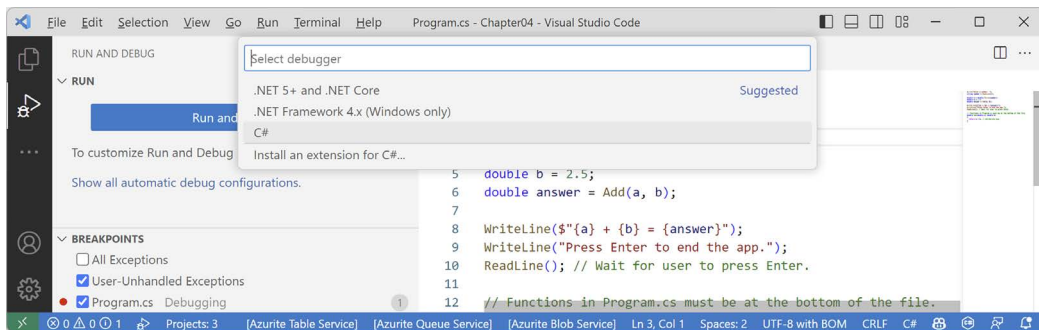 File Edit Selection View Go Run Terminal Help Program.cs - Chapter04 - Visual Studio Code
RUN AND DEBUG
Select debugger
RUN
.NET 5+ and .NET Core Suggested
.NET Framework 4.x (Windows only)
Run and
C#
To customize Run and Debug
Install an extension for C#...
5 double b = 2.5;
Show all automatic debug configurations.
6 double answer = Add(a, b);
7
8 WriteLine($"{a} + {b} = {answer}");
BREAKPOINTS
9 WriteLine("Press Enter to end the app.");
All Exceptions
10 ReadLine(); // Wait for user to press Enter.
User-Unhandled Exceptions
11
Program.cs Debugging 1
12 // Functions in Program.cs must be at the bottom of the file.
0 0 1 Projects: 3 [Azurite Table Service] [Azurite Queue Service] [Azurite Blob Service] Ln 3, Col 1 Spaces: 2 UTF-8 with BOM CRLF C#